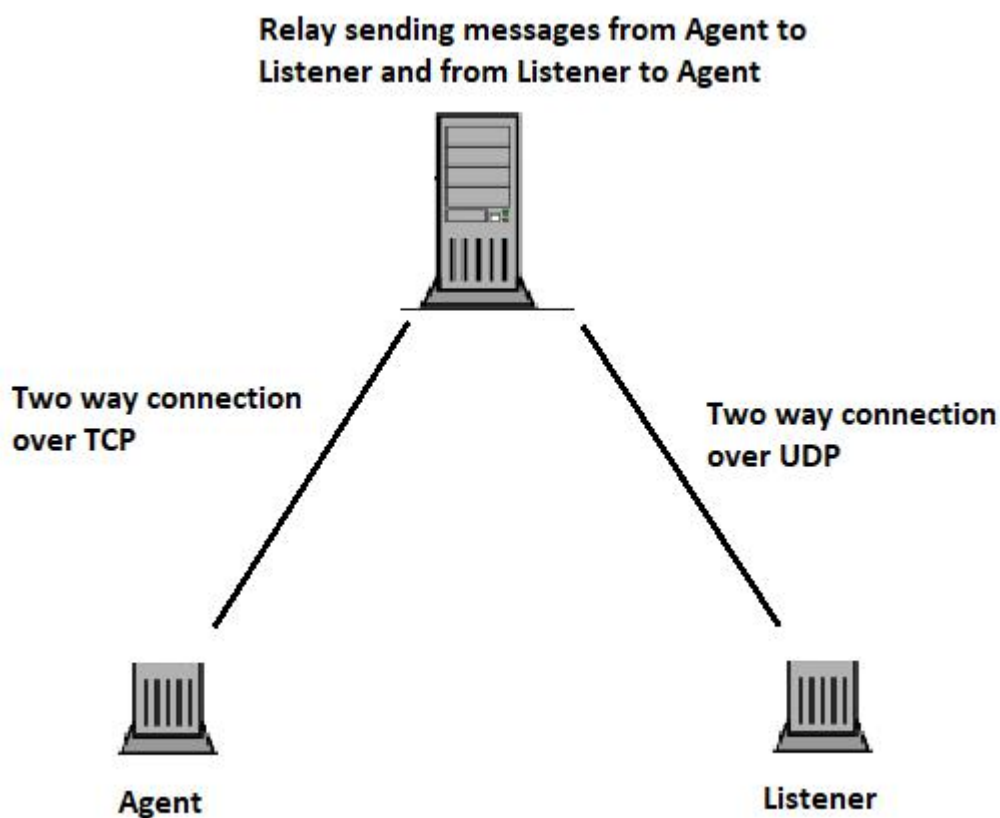 Relay sending messages from Agent to
Listener and from Listener to Agent
Two way connection
over TCP
Two way connection
over UDP
Agent
Listener